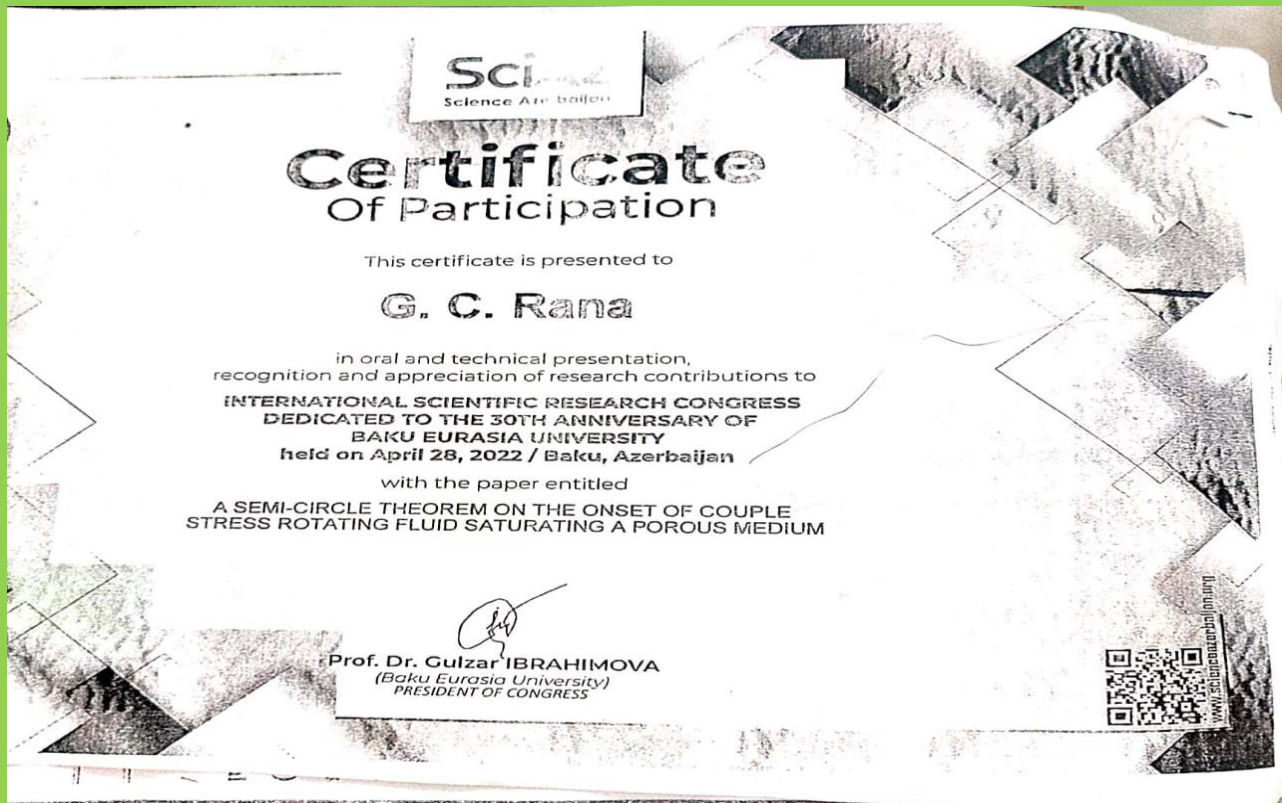 Sci
Science Azerbaijan
Certificate
Of Participation
This certificate is presented to
G. C. Rana
in oral and technical presentation,
recognition and appreciation of research contributions to
INTERNATIONAL SCIENTIFIC RESEARCH CONGRESS
DEDICATED TO THE 30TH ANNIVERSARY OF
BAKU EURASIA UNIVERSITY
held on April 28, 2022 / Baku, Azerbaijan
with the paper entitled
A SEMI-CIRCLE THEOREM ON THE ONSET OF COUPLE
STRESS ROTATING FLUID SATURATING A POROUS MEDIUM
Prof. Dr. Gulzar IBRAHIMOVA
(Baku Eurasia University)
PRESIDENT OF CONGRESS
www.scienceazerbaijan.org